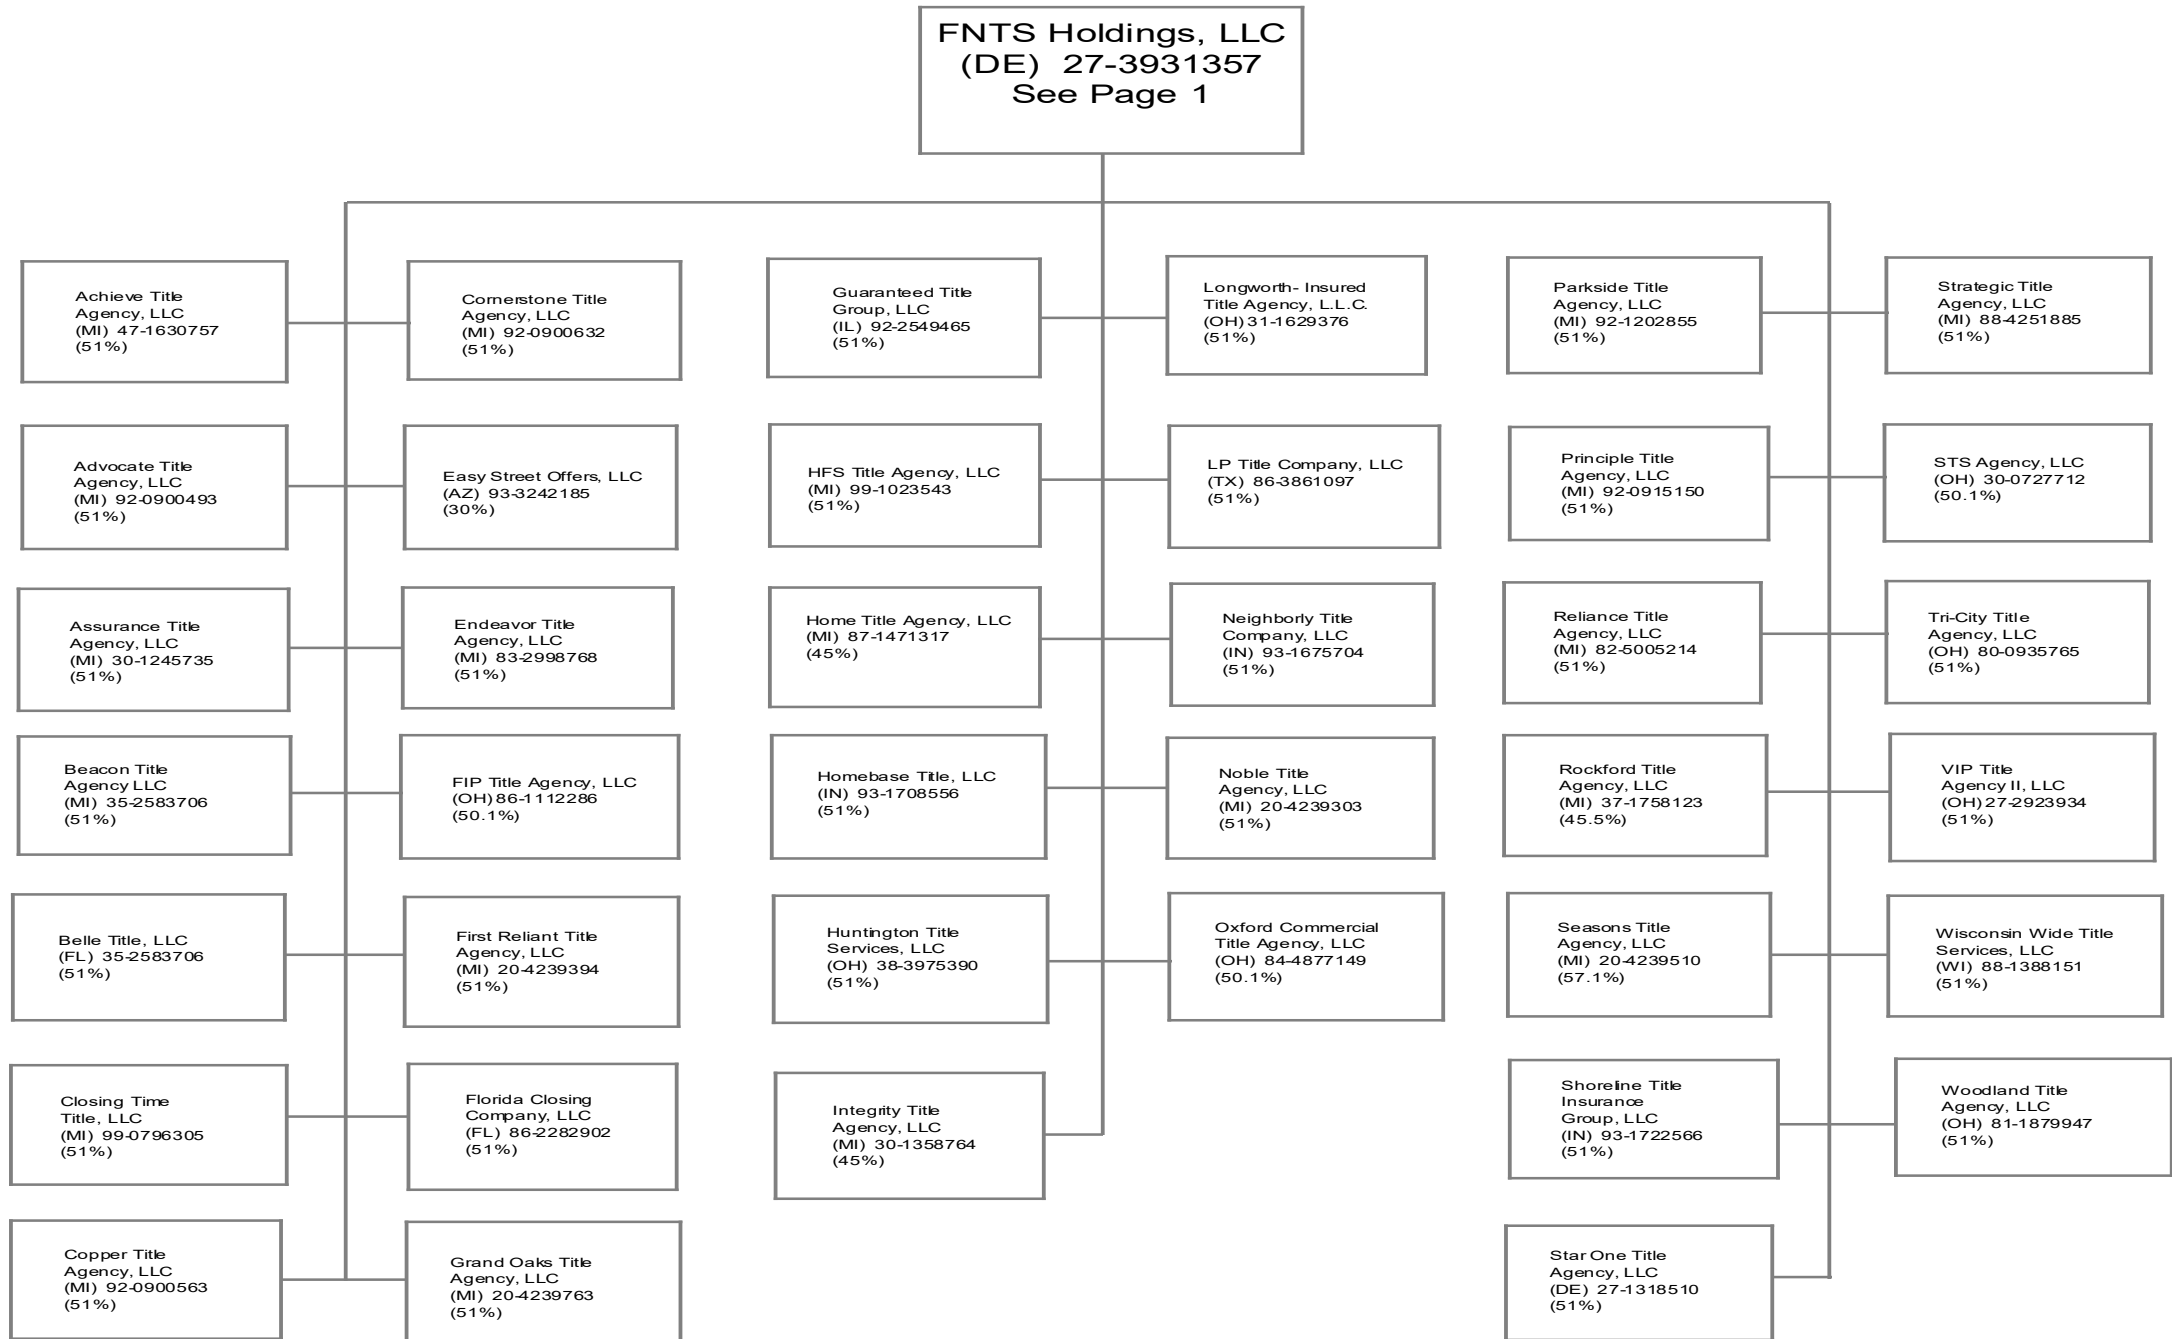 FNTS Holdings, LLC
(DE) 27-3931357
See Page 1
Achieve Title
Agency, LLC
(MI) 47-1630757
(51%)
Cornerstone Title
Agency, LLC
(MI) 92-0900632
(51%)
Guaranteed Title
Group, LLC
(IL) 92-2549465
(51%)
Longworth- Insured
Title Agency, L.L.C.
(OH) 31-1629376
(51%)
Parkside Title
Agency, LLC
(MI) 92-1202855
(51%)
Strategic Title
Agency, LLC
(MI) 88-4251885
(51%)
Advocate Title
Agency, LLC
(MI) 92-0900493
(51%)
Easy Street Offers, LLC
(AZ) 93-3242185
(30%)
HFS Title Agency, LLC
(MI) 99-1023543
(51%)
LP Title Company, LLC
(TX) 86-3861097
(51%)
Principle Title
Agency, LLC
(MI) 92-0915150
(51%)
STS Agency, LLC
(OH) 30-0727712
(50.1%)
Assurance Title
Agency, LLC
(MI) 30-1245735
(51%)
Endeavor Title
Agency, LLC
(MI) 83-2998768
(51%)
Home Title Agency, LLC
(MI) 87-1471317
(45%)
Neighborly Title
Company, LLC
(IN) 93-1675704
(51%)
Reliance Title
Agency, LLC
(MI) 82-5005214
(51%)
Tri-City Title
Agency, LLC
(OH) 80-0935765
(51%)
Beacon Title
Agency LLC
(MI) 35-2583706
(51%)
FIP Title Agency, LLC
(OH) 86-1112286
(50.1%)
Homebase Title, LLC
(IN) 93-1708556
(51%)
Noble Title
Agency, LLC
(MI) 20-4239303
(51%)
Rockford Title
Agency, LLC
(MI) 37-1758123
(45.5%)
VIP Title
Agency II, LLC
(OH) 27-2923934
(51%)
Belle Title, LLC
(FL) 35-2583706
(51%)
First Reliant Title
Agency, LLC
(MI) 20-4239394
(51%)
Huntington Title
Services, LLC
(OH) 38-3975390
(51%)
Oxford Commercial
Title Agency, LLC
(OH) 84-4877149
(50.1%)
Seasons Title
Agency, LLC
(MI) 20-4239510
(57.1%)
Wisconsin Wide Title
Services, LLC
(WI) 88-1388151
(51%)
Closing Time
Title, LLC
(MI) 99-0796305
(51%)
Florida Closing
Company, LLC
(FL) 86-2282902
(51%)
Integrity Title
Agency, LLC
(MI) 30-1358764
(45%)
Shoreline Title
Insurance
Group, LLC
(IN) 93-1722566
(51%)
Woodland Title
Agency, LLC
(OH) 81-1879947
(51%)
Copper Title
Agency, LLC
(MI) 92-0900563
(51%)
Grand Oaks Title
Agency, LLC
(MI) 20-4239763
(51%)
Star One Title
Agency, LLC
(DE) 27-1318510
(51%)